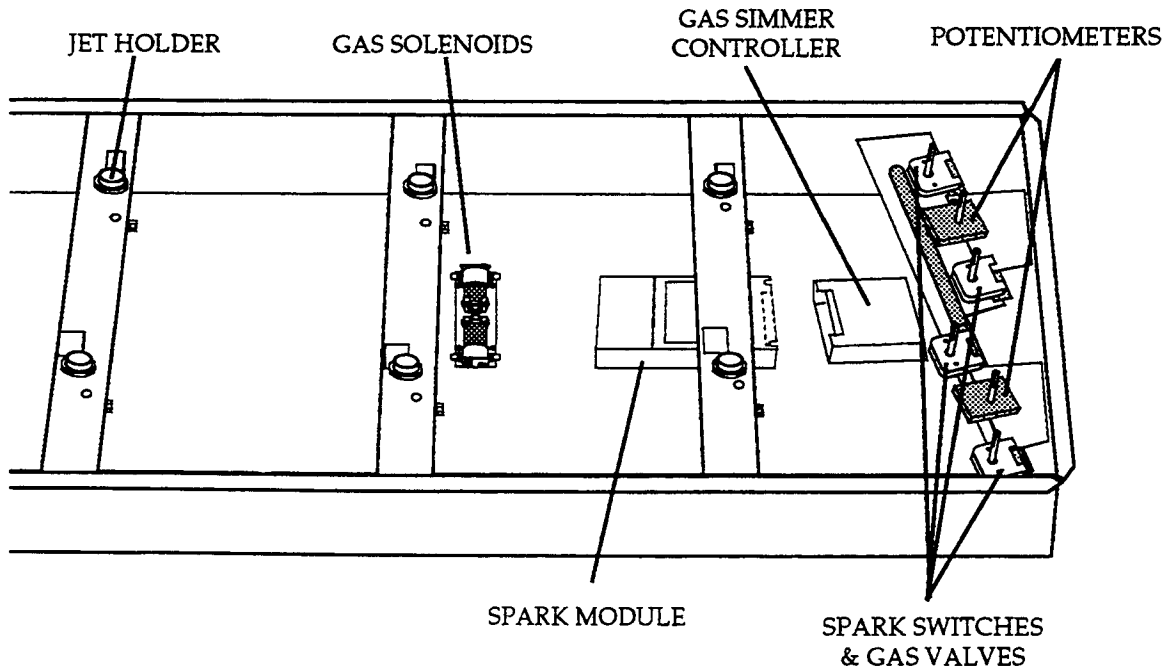 JET HOLDER
GAS SOLENOIDS
GAS SIMMER
CONTROLLER
POTENTIOMETERS
SPARK MODULE
SPARK SWITCHES
& GAS VALVES